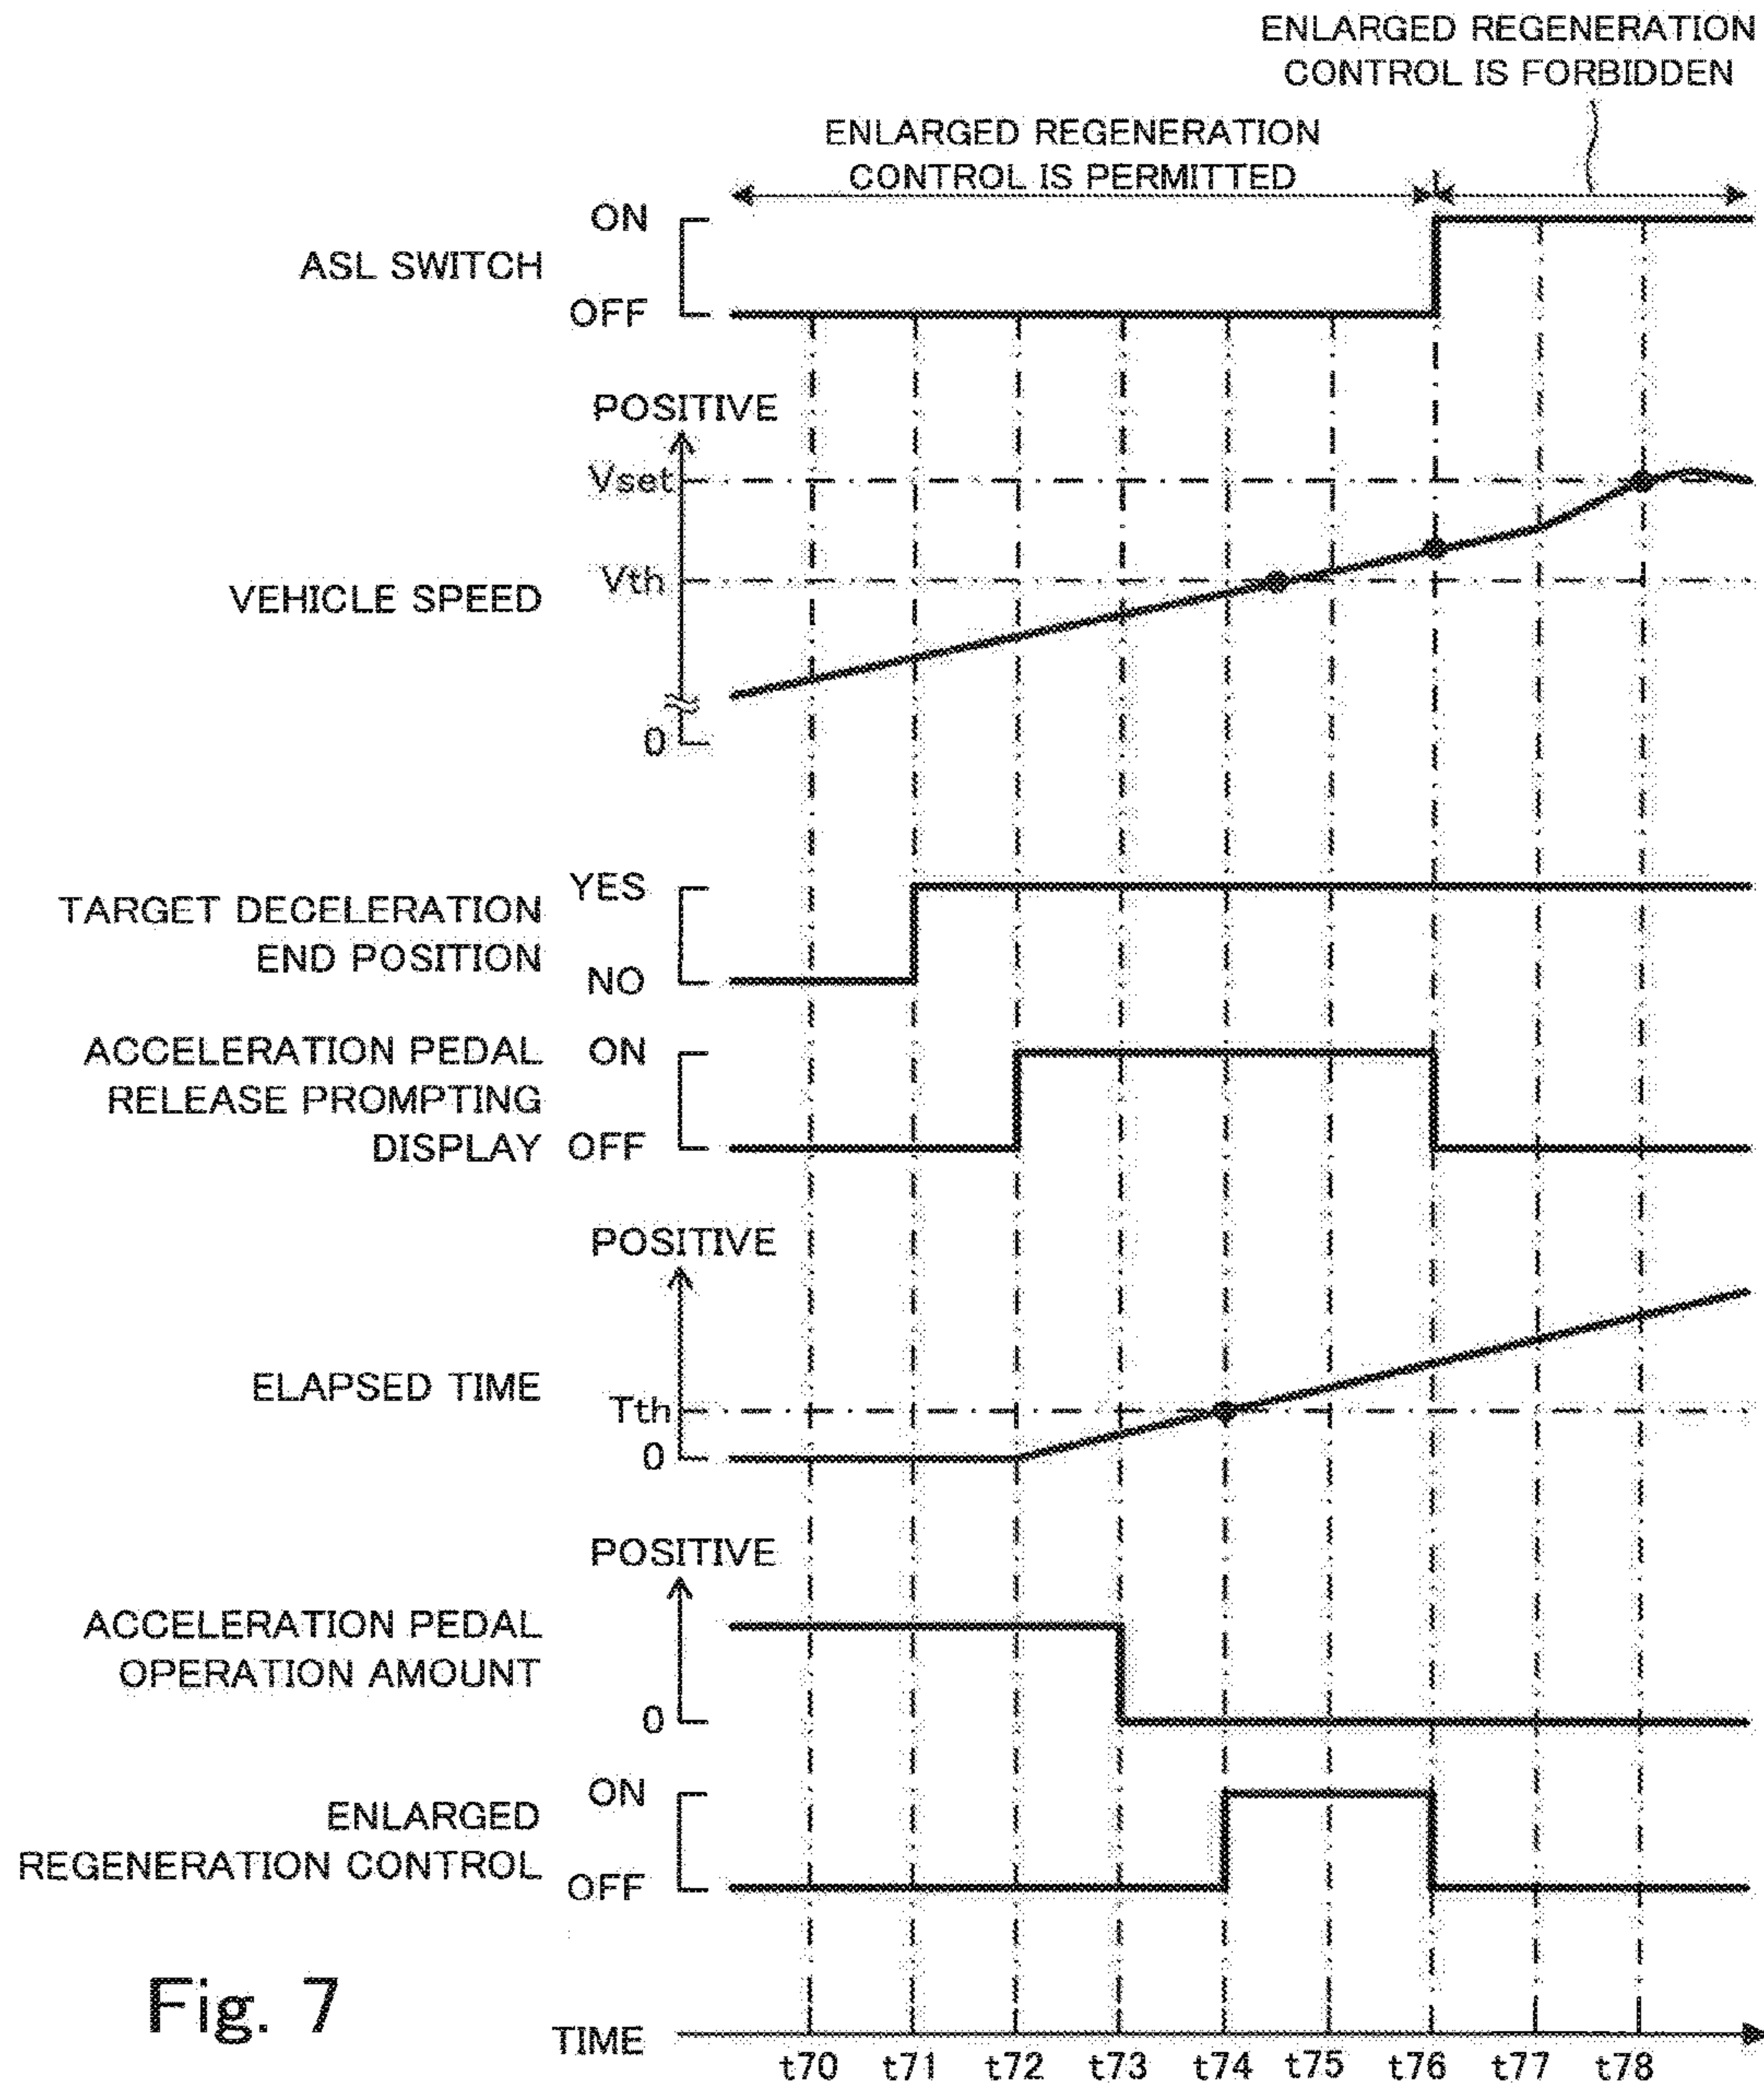 ENLARGED REGENERATION
CONTROL IS FORBIDDEN
ENLARGED REGENERATION
CONTROL IS PERMITTED
ASL SWITCH
ON
OFF
POSITIVE
Vset
VEHICLE SPEED
Vth
0
TARGET DECELERATION
END POSITION
YES
NO
ACCELERATION PEDAL
RELEASE PROMPTING
DISPLAY
ON
OFF
POSITIVE
ELAPSED TIME
Tth
0
POSITIVE
ACCELERATION PEDAL
OPERATION AMOUNT
0
ENLARGED
REGENERATION CONTROL
ON
OFF
Fig. 7
TIME
t70 t71 t72 t73 t74 t75 t76 t77 t78